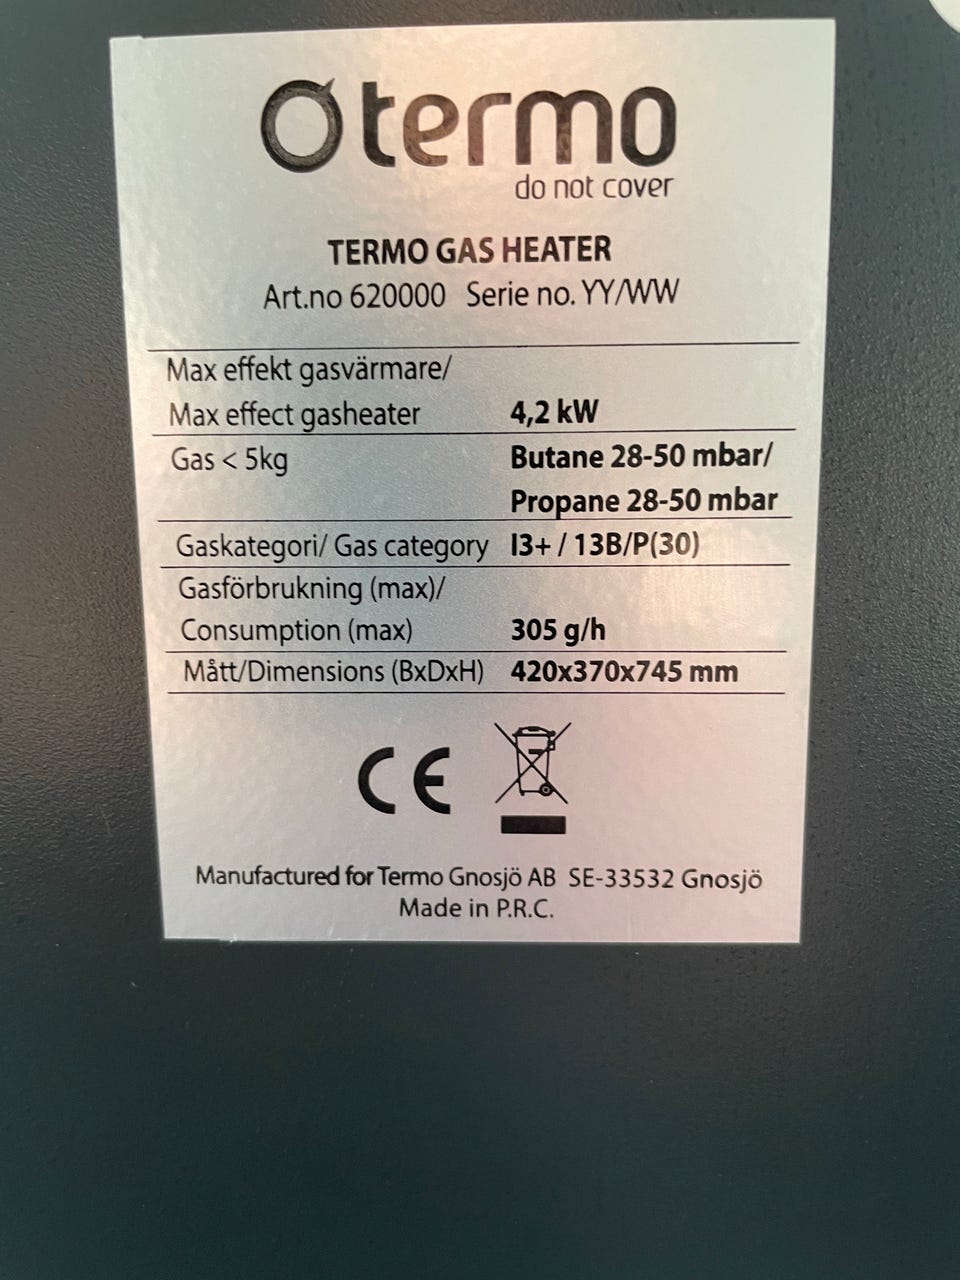 termo
do not cover
TERMO GAS HEATER
Art.no 620000 Serie no. YY/WW
Max effekt gasvärmare/
Max effect gasheater 4,2 kW
Gas < 5kg Butane 28-50 mbar/
Propane 28-50 mbar
Gaskategori/ Gas category I3+ / 13B/P(30)
Gasförbrukning (max)/
Consumption (max) 305 g/h
Mått/Dimensions (BxDxH) 420x370x745 mm
CE
Manufactured for Termo Gnosjö AB SE-33532 Gnosjö
Made in P.R.C.